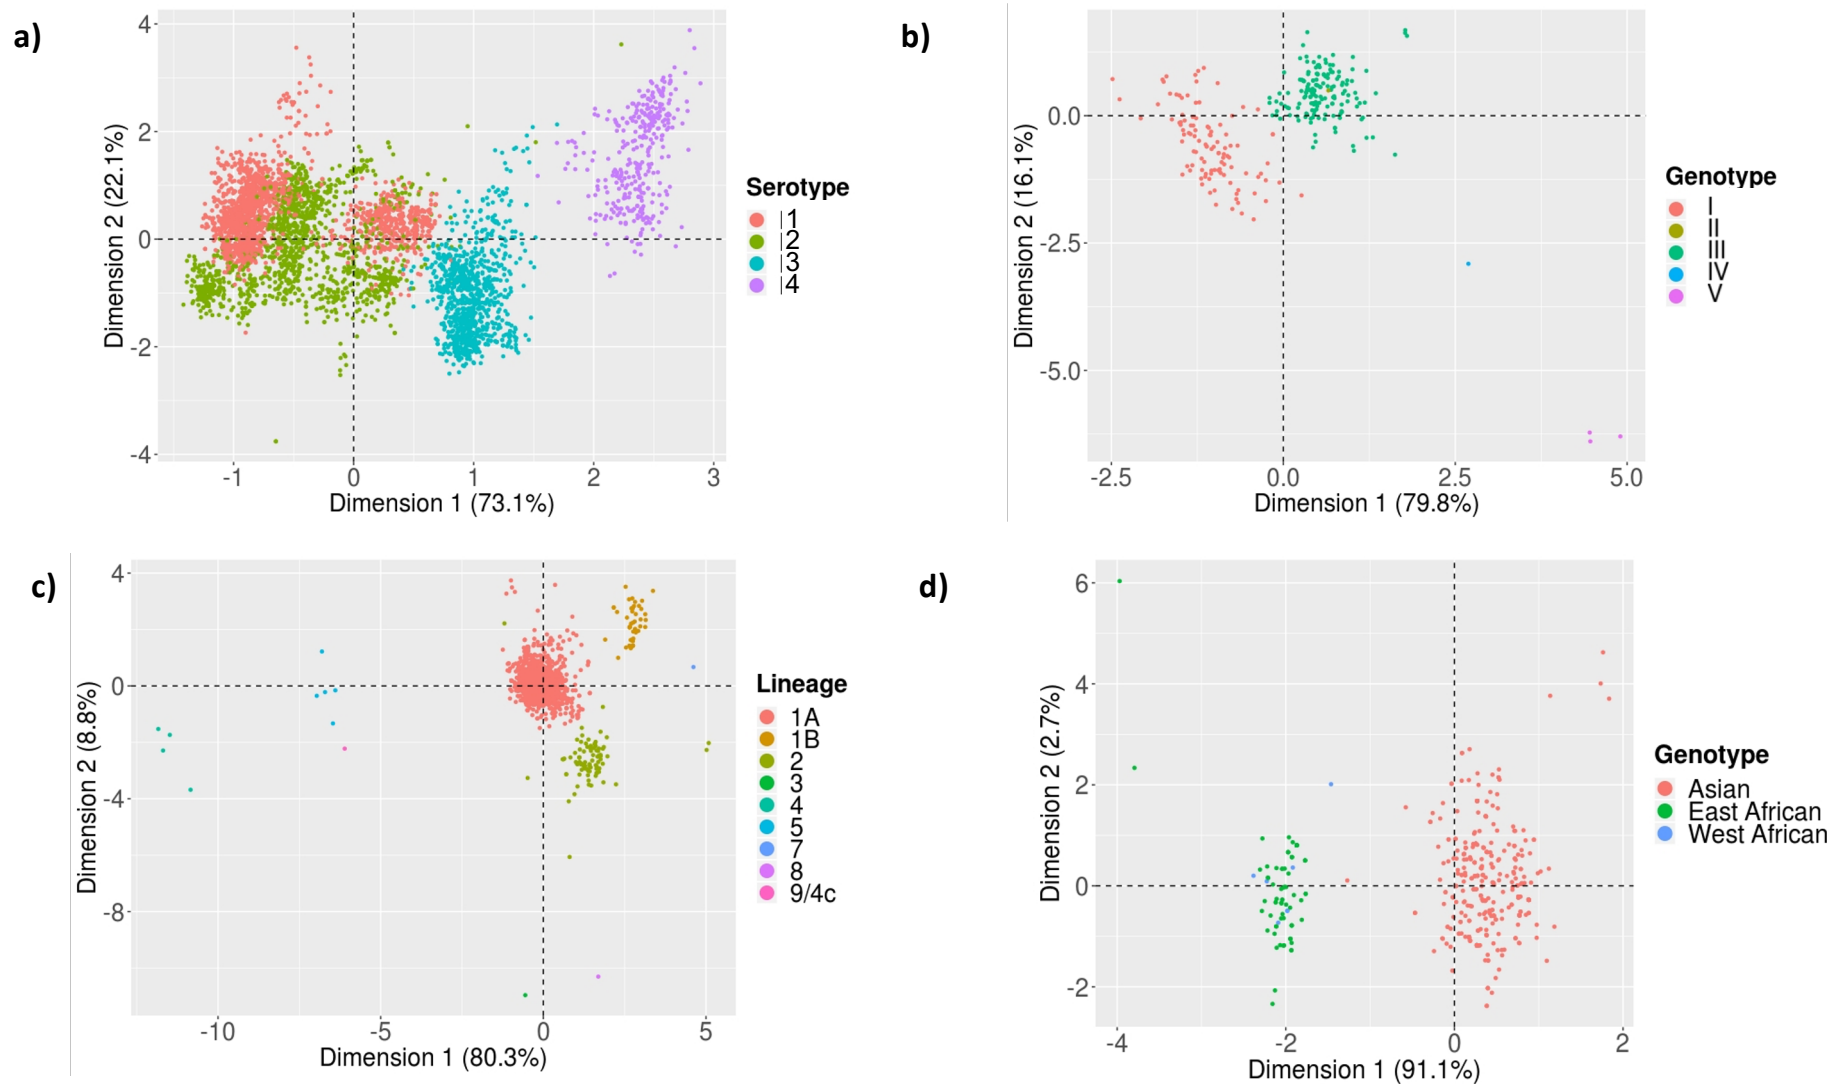 a)
4
2
0
-2
-4
Dimension 2 (22.1%)
-1
0
1
2
3
Dimension 1 (73.1%)
Serotype
1
2
3
4
b)
0.0
-2.5
-5.0
Dimension 2 (16.1%)
-2.5
0.0
2.5
5.0
Dimension 1 (79.8%)
Genotype
I
II
III
IV
V
c)
4
0
-4
-8
Dimension 2 (8.8%)
-10
-5
0
5
Dimension 1 (80.3%)
Lineage
1A
1B
2
3
4
5
7
8
9/4c
d)
6
4
2
0
-2
Dimension 2 (2.7%)
-4
-2
0
2
Dimension 1 (91.1%)
Genotype
Asian
East African
West African